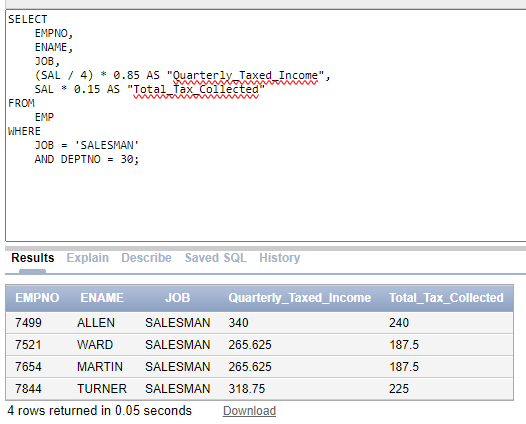 SELECT
EMPNO,
ENAME,
JOB,
(SAL / 4) * 0.85 AS "Quarterly_Taxed_Income",
SAL * 0.15 AS "Total_Tax_Collected"
FROM
EMP
WHERE
JOB = 'SALESMAN'
AND DEPTNO = 30;
Results Explain Describe Saved SQL History
EMPNO ENAME JOB Quarterly_Taxed_Income Total_Tax_Collected
7499 ALLEN SALESMAN 340 240
7521 WARD SALESMAN 265.625 187.5
7654 MARTIN SALESMAN 265.625 187.5
7844 TURNER SALESMAN 318.75 225
4 rows returned in 0.05 seconds Download